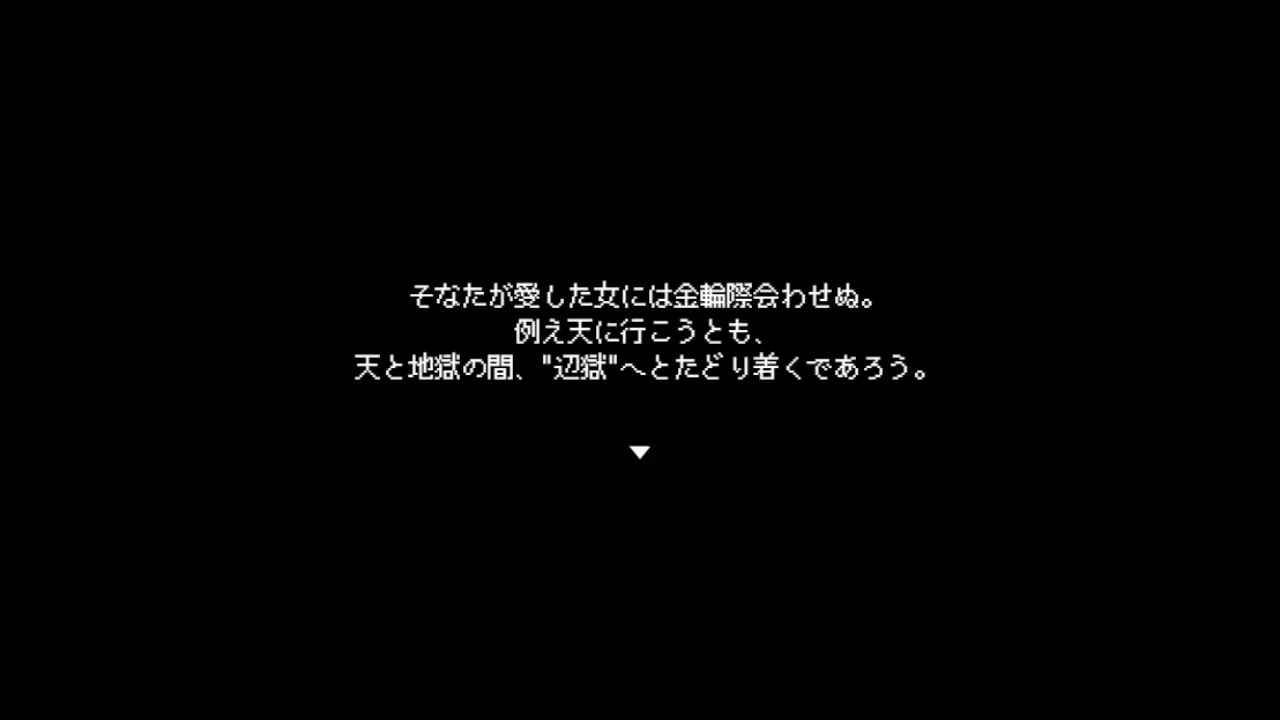 そなたが愛した女には金輪際会わせぬ。
例え天に行こうとも、
天と地獄の間、"辺獄"へとたどり着くであろう。